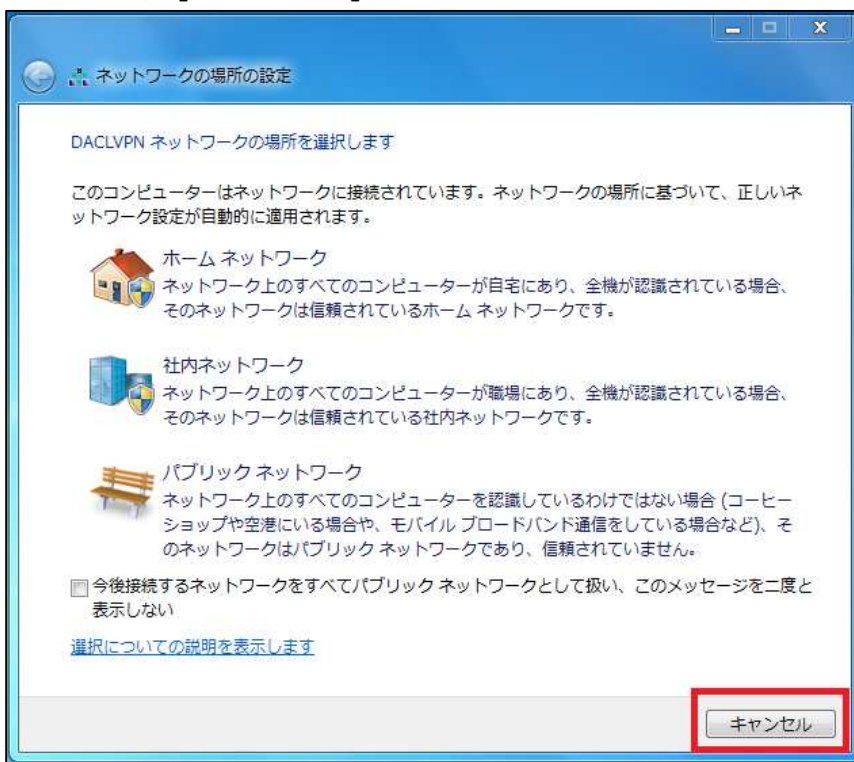 ネットワークの場所の設定
DACLVPN ネットワークの場所を選択します
このコンピューターはネットワークに接続されています。ネットワークの場所に基づいて、正しいネ
ットワーク設定が自動的に適用されます。
ホーム ネットワーク
ネットワーク上のすべてのコンピューターが自宅にあり、全機が認識されている場合、
そのネットワークは信頼されているホーム ネットワークです。
社内ネットワーク
ネットワーク上のすべてのコンピューターが職場にあり、全機が認識されている場合、
そのネットワークは信頼されている社内ネットワークです。
パブリック ネットワーク
ネットワーク上のすべてのコンピューターを認識しているわけではない場合 (コーヒー
ショップや空港にいる場合や、モバイル ブロードバンド通信をしている場合など)、そ
のネットワークはパブリック ネットワークであり、信頼されていません。
今後接続するネットワークをすべてパブリック ネットワークとして扱い、このメッセージを二度と
表示しない
選択についての説明を表示します
キャンセル